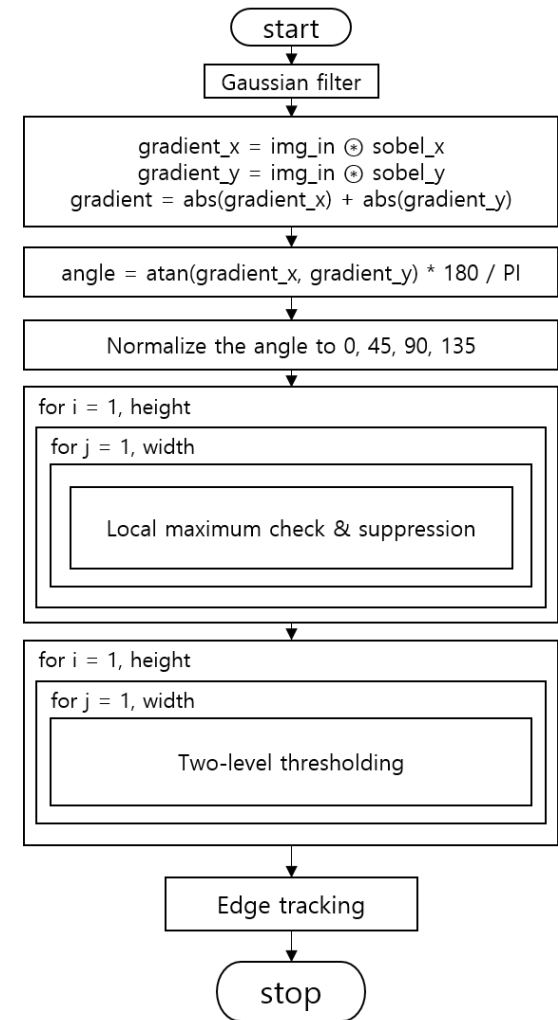 start
Gaussian filter
gradient_x = img_in ⊛ sobel_x
gradient_y = img_in ⊛ sobel_y
gradient = abs(gradient_x) + abs(gradient_y)
angle = atan(gradient_x, gradient_y) * 180 / PI
Normalize the angle to 0, 45, 90, 135
for i = 1, height
for j = 1, width
Local maximum check & suppression
for i = 1, height
for j = 1, width
Two-level thresholding
Edge tracking
stop